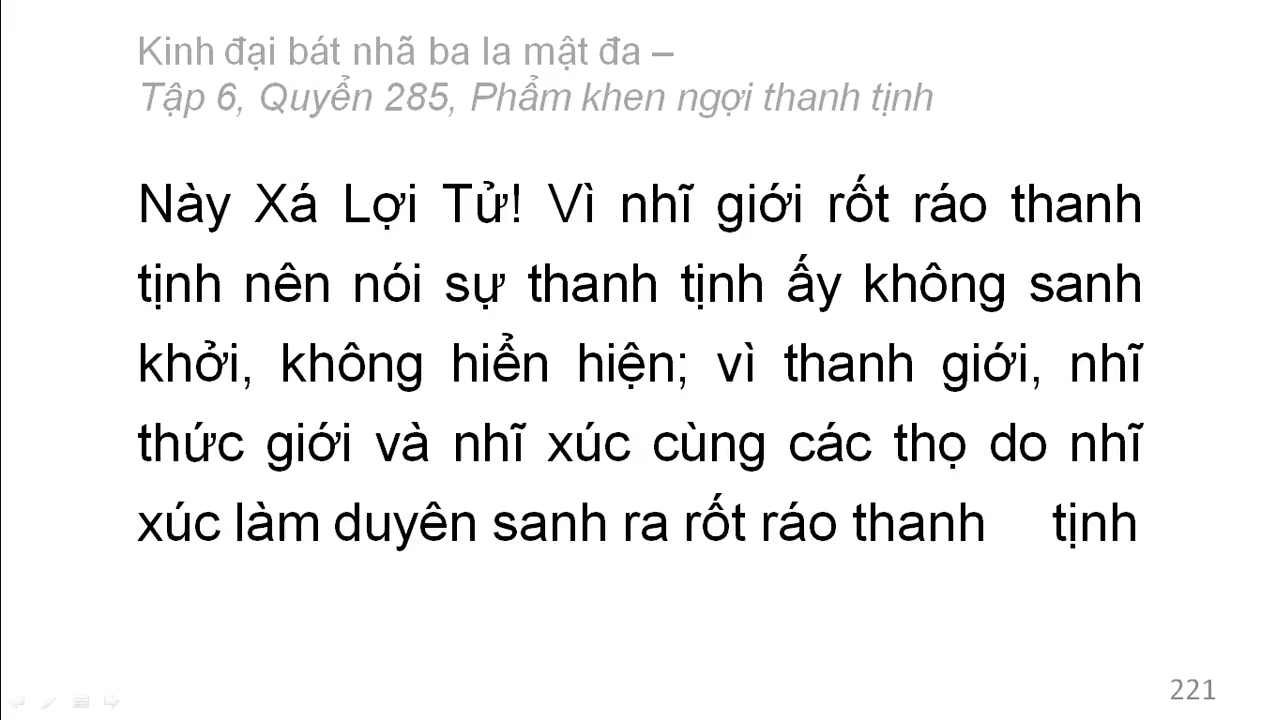 Kinh đại bát nhã ba la mật đa –
Tập 6, Quyển 285, Phẩm khen ngợi thanh tịnh
Này Xá Lợi Tử! Vì nhĩ giới rốt ráo thanh
tịnh nên nói sự thanh tịnh ấy không sanh
khởi, không hiển hiện; vì thanh giới, nhĩ
thức giới và nhĩ xúc cùng các thọ do nhĩ
xúc làm duyên sanh ra rốt ráo thanh tịnh
221